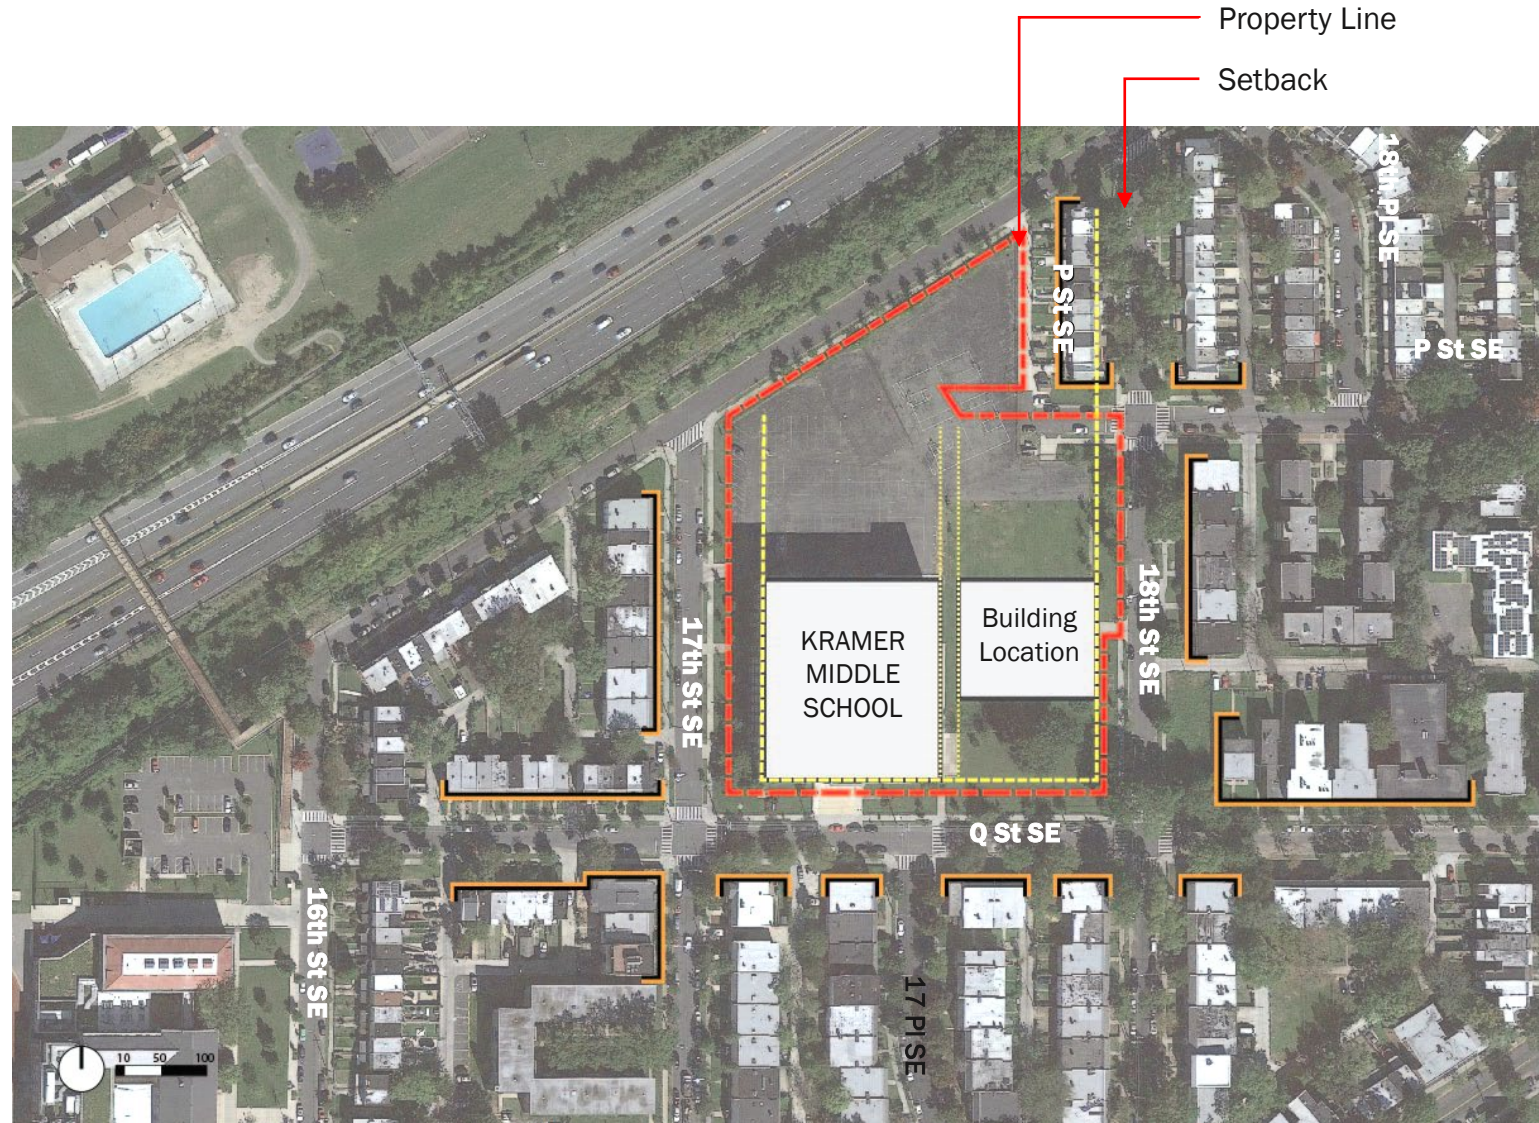 Property Line
Setback
18th Pl SE
P St SE
P St SE
KRAMER
MIDDLE
SCHOOL
Building
Location
17th St SE
18th St SE
Q St SE
16th St SE
17 Pl SE
10 50 100